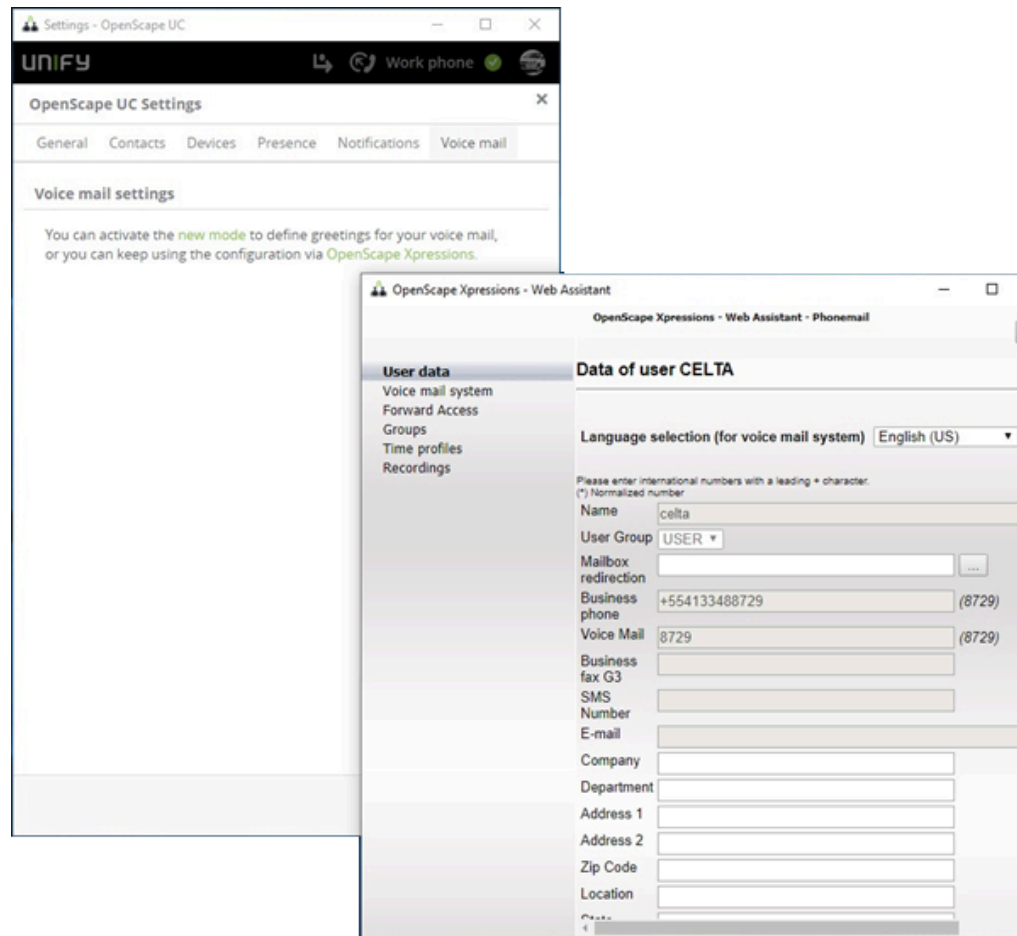 Settings - OpenScape UC
UNIFY
Work phone
OpenScape UC Settings
General Contacts Devices Presence Notifications Voice mail
Voice mail settings
You can activate the new mode to define greetings for your voice mail,
or you can keep using the configuration via OpenScape Xpressions.
OpenScape Xpressions - Web Assistant
OpenScape Xpressions - Web Assistant - Phonemail
User data
Voice mail system
Forward Access
Groups
Time profiles
Recordings
Data of user CELTA
Language selection (for voice mail system) English (US)
Please enter international numbers with a leading + character.
(*) Normalized number
Name celta
User Group USER
Mailbox
redirection
...
Business
phone
+554133488729 (8729)
Voice Mail 8729 (8729)
Business
fax G3
SMS
Number
E-mail
Company
Department
Address 1
Address 2
Zip Code
Location